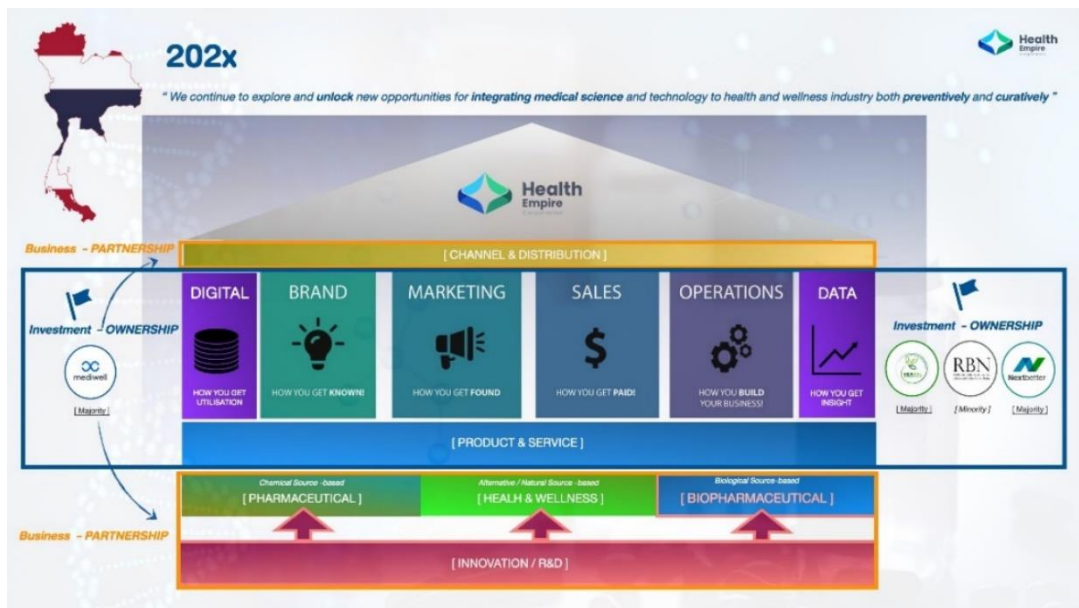 202x
Health
Empire
" We continue to explore and unlock new opportunities for integrating medical science and technology to health and wellness industry both preventively and curatively "
Health
Empire
Business - PARTNERSHIP
[ CHANNEL & DISTRIBUTION ]
Investment - OWNERSHIP
mediwell
[ Majority ]
DIGITAL
HOW YOU GET
UTILISATION
BRAND
HOW YOU GET KNOWN!
MARKETING
HOW YOU GET FOUND
SALES
HOW YOU GET PAID!
OPERATIONS
HOW YOU BUILD
YOUR BUSINESS!
DATA
HOW YOU GET
INSIGHT
Investment - OWNERSHIP
[ Majority ]
RBN
[ Minority ]
Nextbetter
[ Majority ]
[ PRODUCT & SERVICE ]
Chemical Source -based
[ PHARMACEUTICAL ]
Alternative / Natural Source -based
[ HEALH & WELLNESS ]
Biological Source-based
[ BIOPHARMACEUTICAL ]
Business - PARTNERSHIP
[ INNOVATION / R&D ]